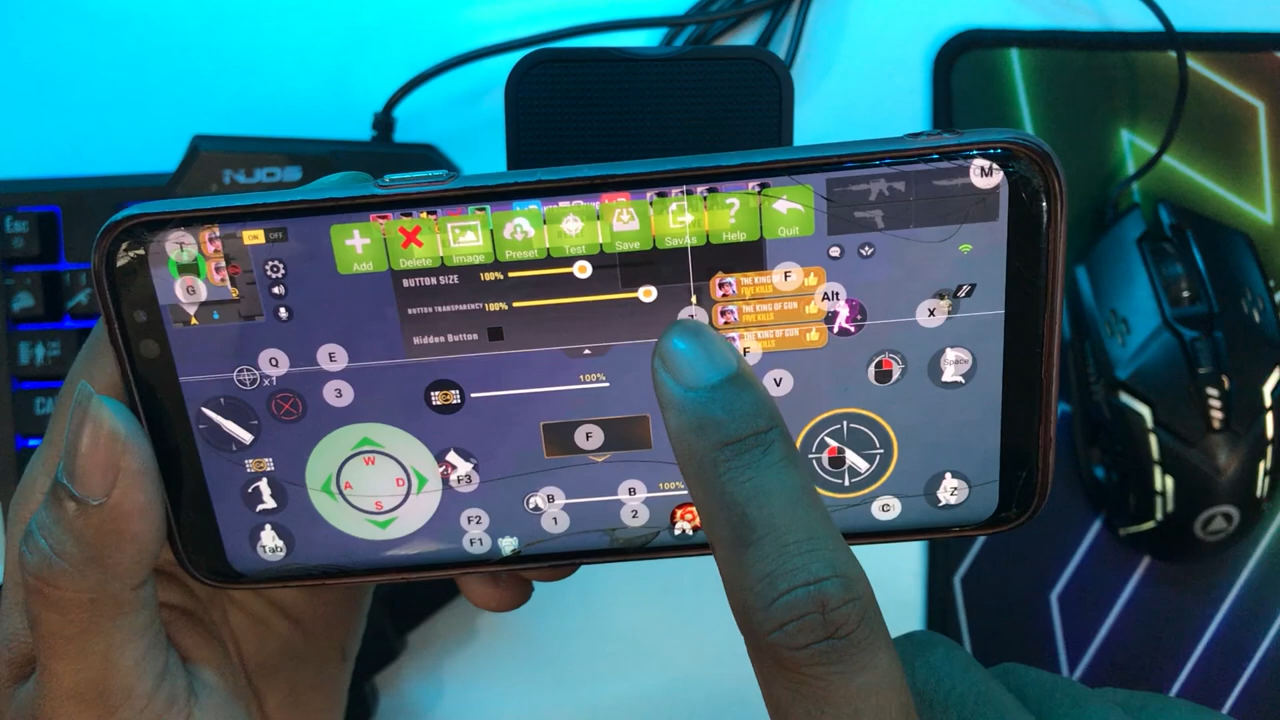 NJOS
Esc
M
ON OFF
Add
Delete
Image
Preset
Test
Save
SavAs
Help
Quit
BUTTON SIZE 100%
BUTTON TRANSPARENCY 100%
Hidden Button
G
THE KING
FIVE KILLS
F
Alt
THE KING OF GUN
FIVE KILLS
THE KING OF GUN
X
Q
E
x1
3
100%
F
V
Space
W
A
D
S
F
F3
B
B
100%
1
2
F2
F1
Tab
C
Z